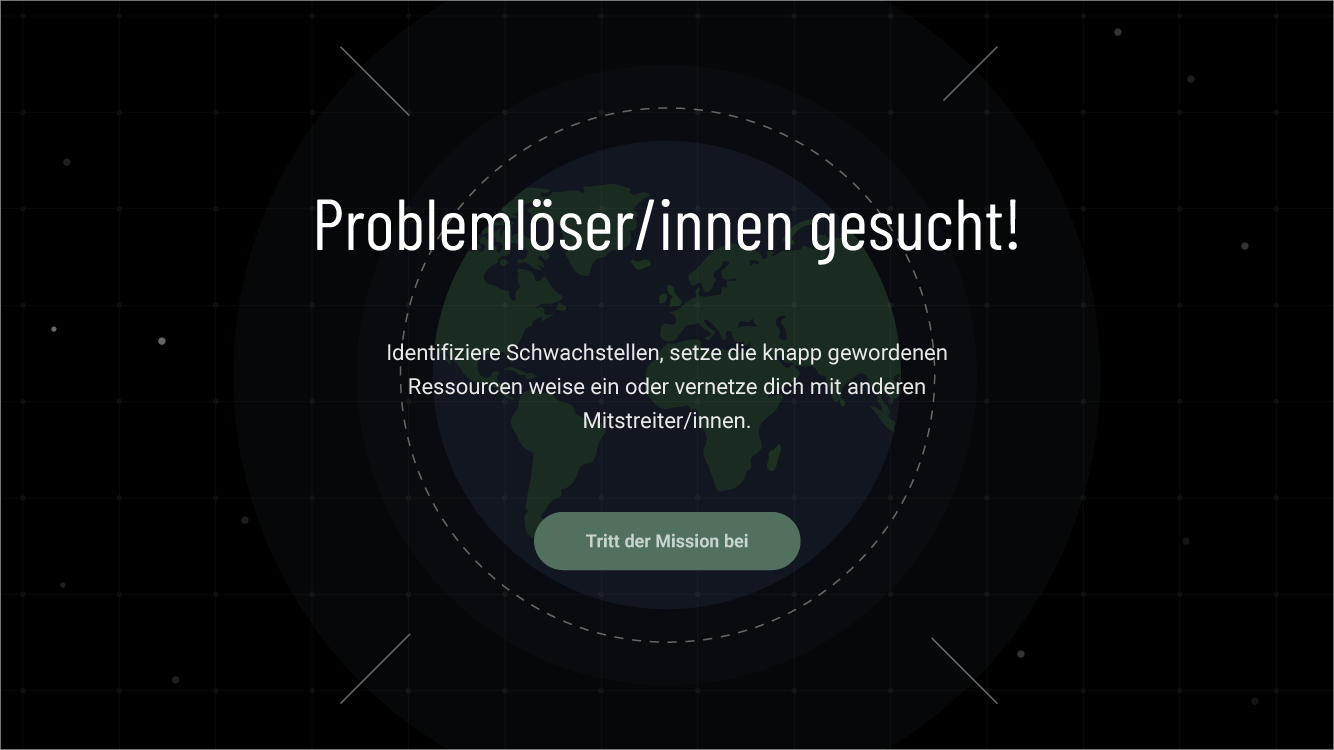 Problemlöser/innen gesucht!
Identifiziere Schwachstellen, setze die knapp gewordenen
Ressourcen weise ein oder vernetze dich mit anderen
Mitstreiter/innen.
Tritt der Mission bei